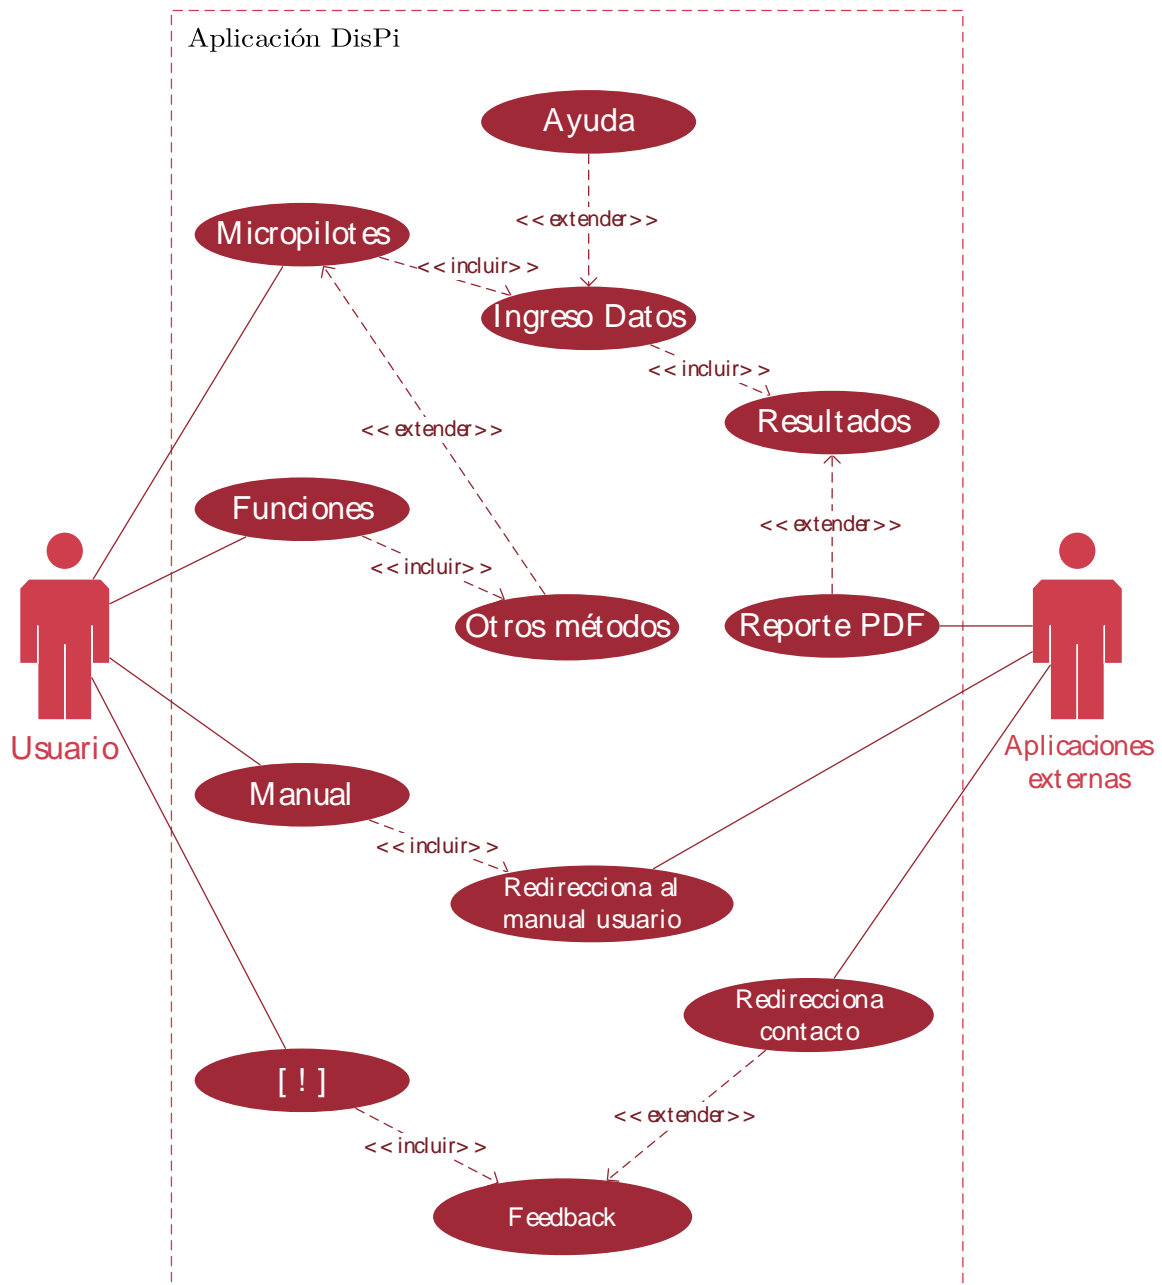 Aplicación DisPi
Ayuda
<<extender>>
Micropilotes
<<incluir>>
Ingreso Datos
<<incluir>>
Resultados
<<extender>>
Funciones
<<extender>>
<<incluir>>
Otros métodos
Reporte PDF
Usuario
Aplicaciones
externas
Manual
<<incluir>>
Redirecciona al
manual usuario
Redirecciona
contacto
[ ! ]
<<extender>>
<<incluir>>
Feedback